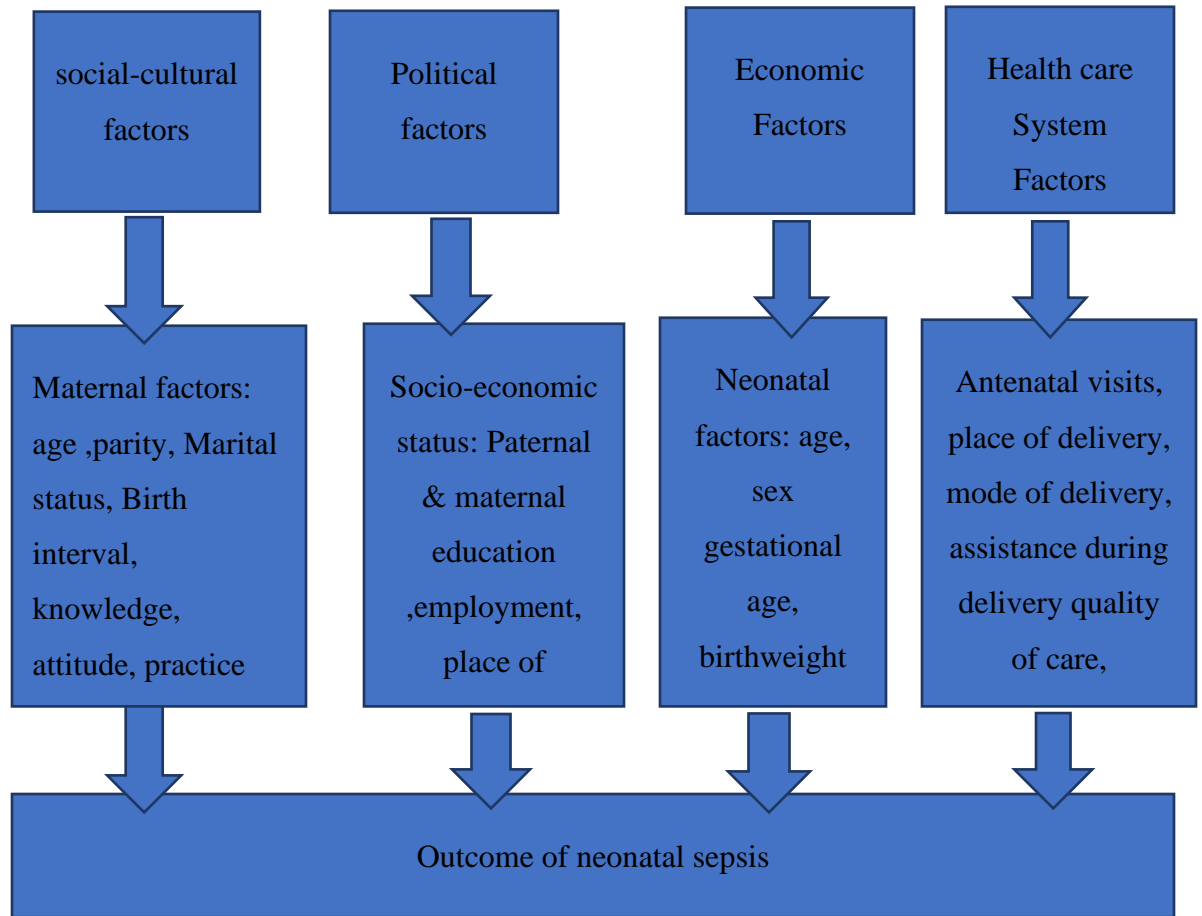 social-cultural
factors
Political
factors
Economic
Factors
Health care
System
Factors
Maternal factors:
age ,parity, Marital
status, Birth
interval,
knowledge,
attitude, practice
Socio-economic
status: Paternal
& maternal
education
,employment,
place of
Neonatal
factors: age,
sex
gestational
age,
birthweight
Antenatal visits,
place of delivery,
mode of delivery,
assistance during
delivery quality
of care,
Outcome of neonatal sepsis